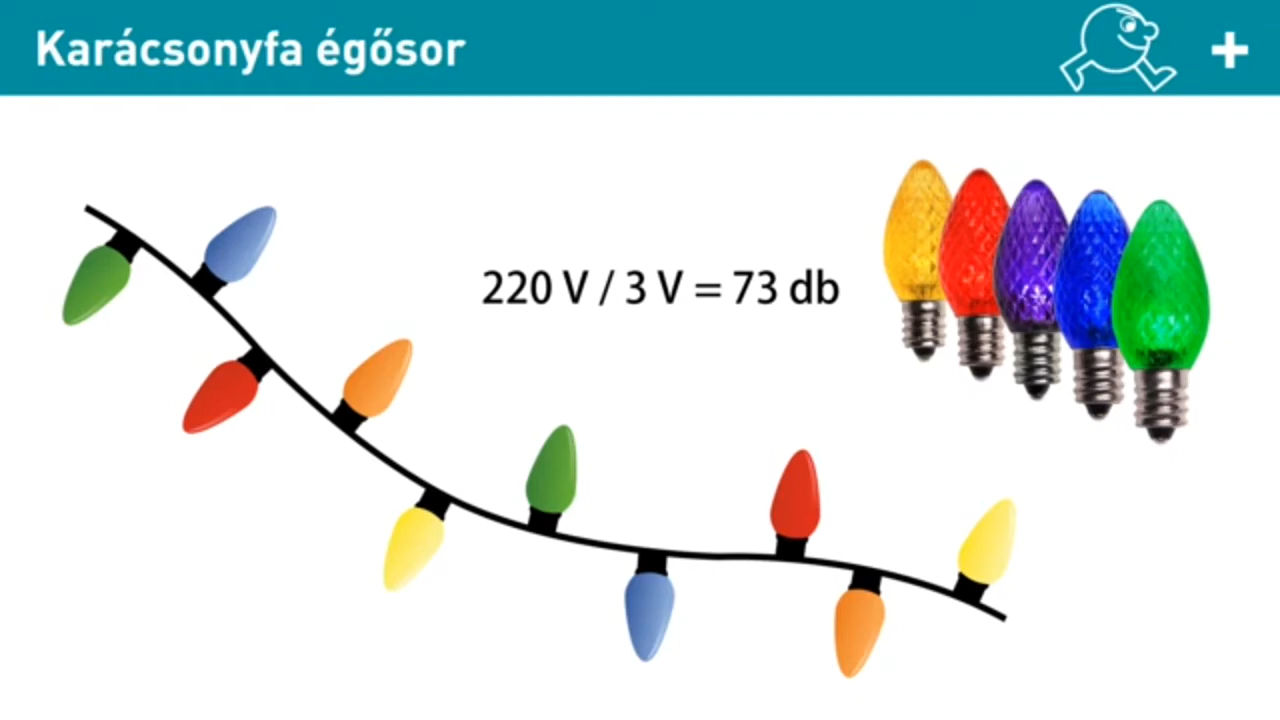 Karácsonyfa égősor
220 V / 3 V = 73 db